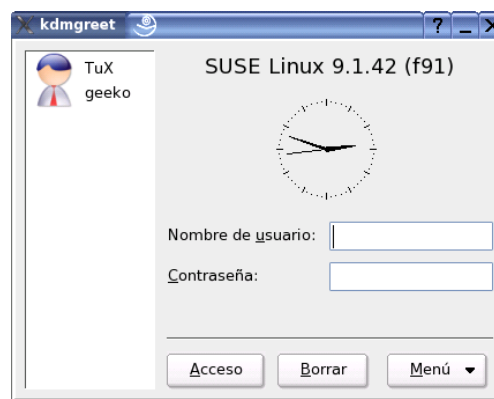 kdmgreet
TuX
geeko
SUSE Linux 9.1.42 (f91)
Nombre de usuario:
Contraseña:
Acceso
Borrar
Menú